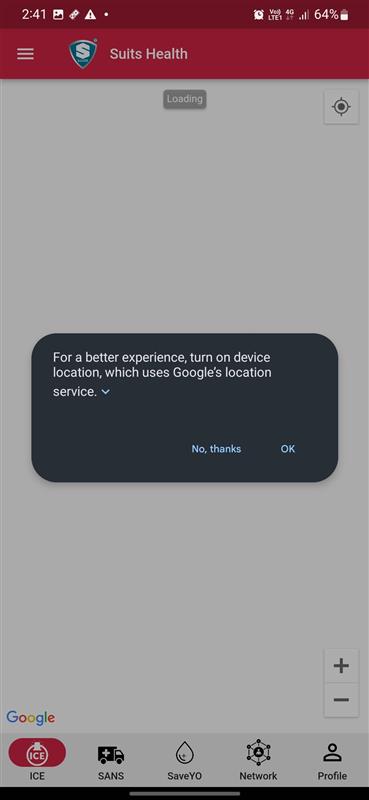 2:41 Vo)) LTE1 4G 64%
S Suits Health
Loading
For a better experience, turn on device
location, which uses Google's location
service.
No, thanks OK
+
−
Google
ICE
ICE SANS SaveYO Network Profile